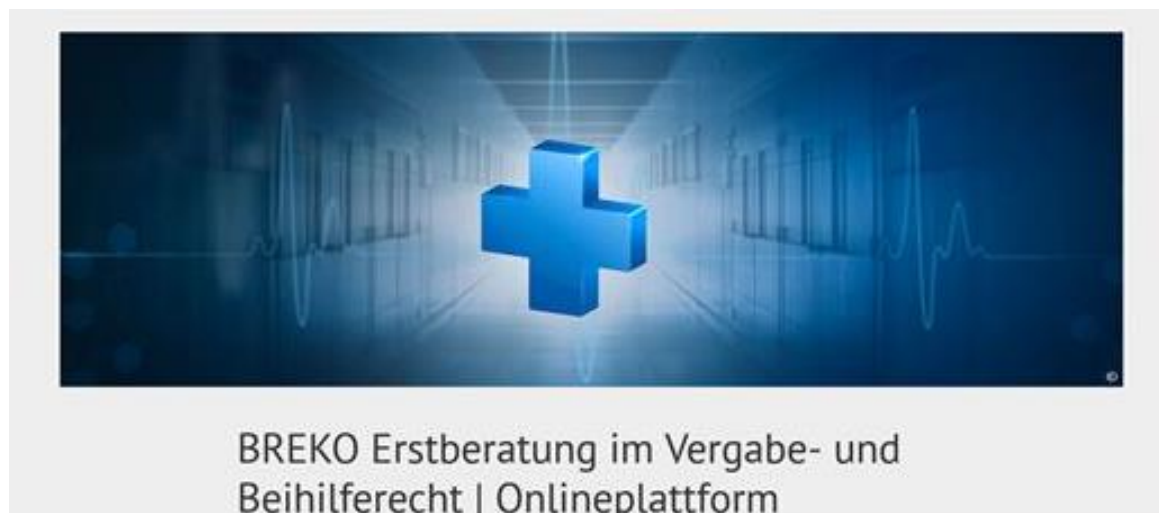 ©
BREKO Erstberatung im Vergabe- und
Beihilferecht | Onlineplattform